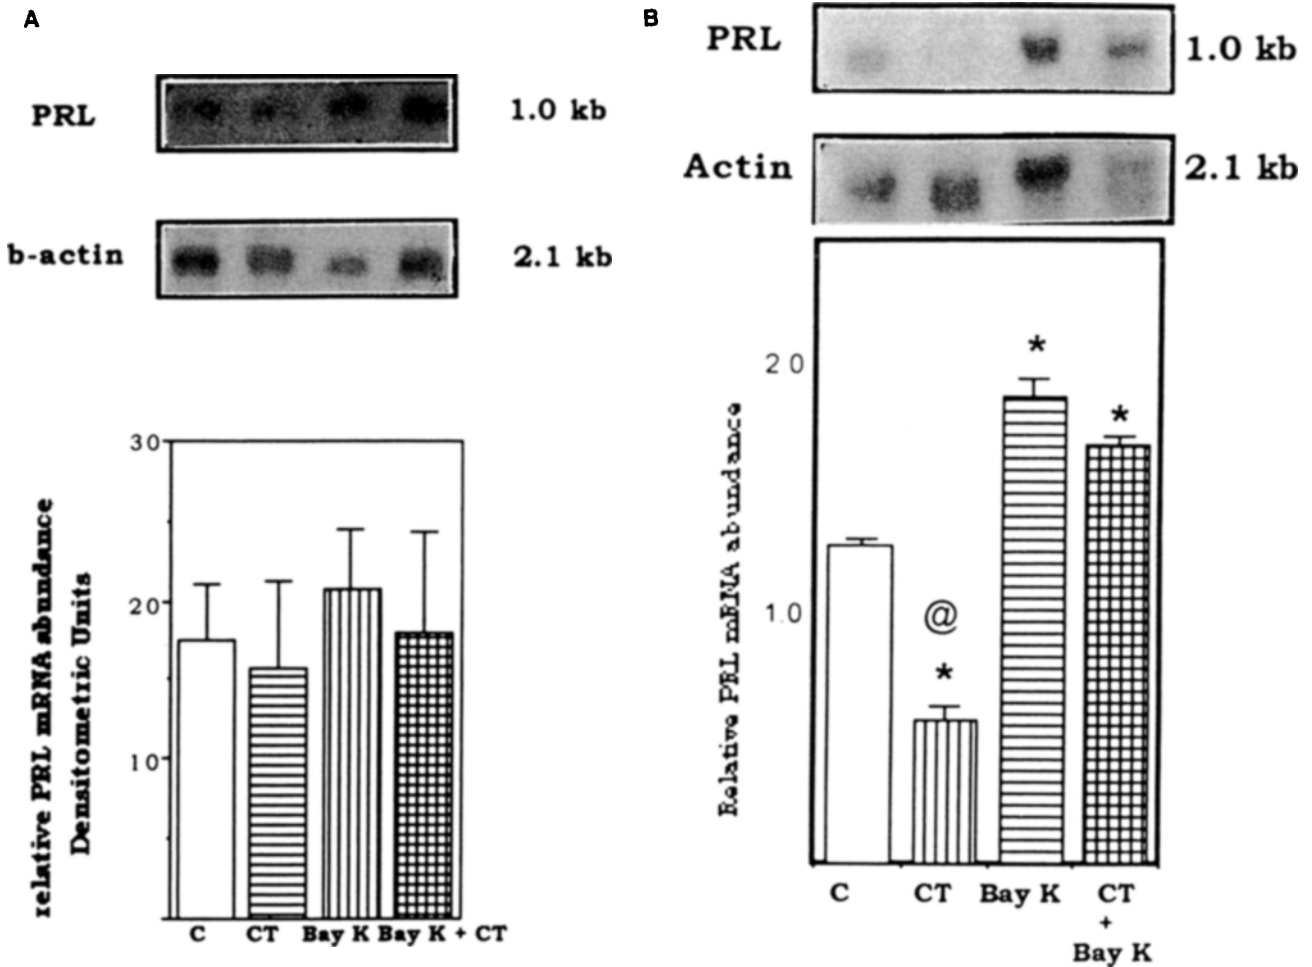 A
PRL
1.0 kb
b-actin
2.1 kb
relative PRL mRNA abundance
Densitometric Units
30
20
10
C
CT
Bay K
Bay K + CT
B
PRL
1.0 kb
Actin
2.1 kb
Relative PRL mRNA abundance
2.0
1.0
*
*
@
*
C
CT
Bay K
CT
+
Bay K